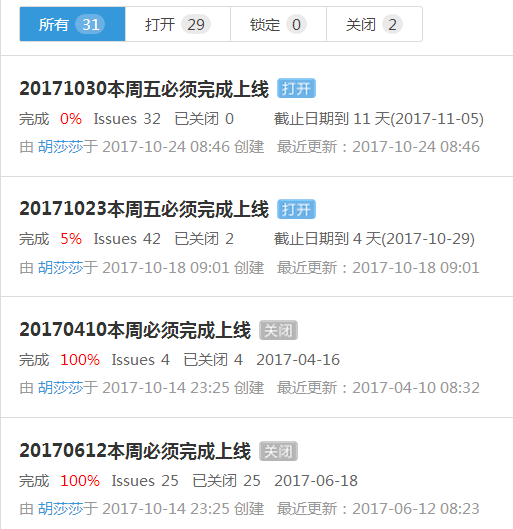 所有 31 打开 29 锁定 0 关闭 2
20171030本周五必须完成上线 打开
完成 0% Issues 32 已关闭 0 截止日期到 11 天(2017-11-05)
由 胡莎莎于 2017-10-24 08:46 创建 最近更新：2017-10-24 08:46
20171023本周五必须完成上线 打开
完成 5% Issues 42 已关闭 2 截止日期到 4 天(2017-10-29)
由 胡莎莎于 2017-10-18 09:01 创建 最近更新：2017-10-18 09:01
20170410本周必须完成上线 关闭
完成 100% Issues 4 已关闭 4 2017-04-16
由 胡莎莎于 2017-10-14 23:25 创建 最近更新：2017-04-10 08:32
20170612本周必须完成上线 关闭
完成 100% Issues 25 已关闭 25 2017-06-18
由 胡莎莎于 2017-10-14 23:25 创建 最近更新：2017-06-12 08:23